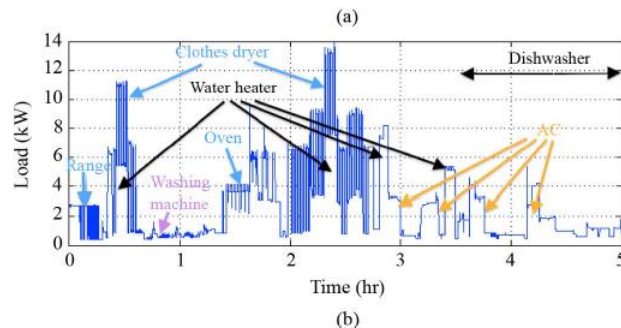 (a)
14
12
10
8
6
4
2
0
Load (kW)
Clothes dryer
Dishwasher
Water heater
Oven
AC
Range
Washing
machine
0 1 2 3 4 5
Time (hr)
(b)